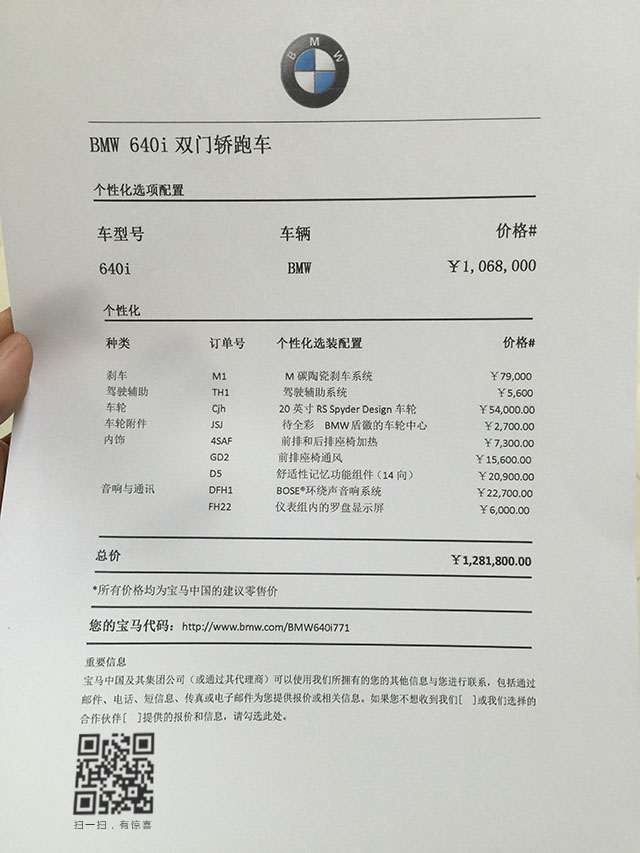 BMW
BMW 640i 双门轿跑车
个性化选项配置
车型号 车辆 价格#
640i BMW ¥1,068,000
个性化
种类 订单号 个性化选装配置 价格#
刹车 M1 M 碳陶瓷刹车系统 ¥79,000
驾驶辅助 TH1 驾驶辅助系统 ¥5,600
车轮 Cjh 20 英寸 RS Spyder Design 车轮 ¥54,000.00
车轮附件 JSJ 待全彩 BMW盾徽的车轮中心 ¥2,700.00
内饰 4SAF 前排和后排座椅加热 ¥7,300.00
GD2 前排座椅通风 ¥15,600.00
D5 舒适性记忆功能组件（14 向） ¥20,900.00
音响与通讯 DFH1 BOSE®环绕声音响系统 ¥22,700.00
FH22 仪表组内的罗盘显示屏 ¥6,000.00
总价 ¥1,281,800.00
*所有价格均为宝马中国的建议零售价
您的宝马代码：http://www.bmw.com/BMW640i771
重要信息
宝马中国及其集团公司（或通过其代理商）可以使用我们所拥有的您的其他信息与您进行联系，包括通过
邮件、电话、短信息、传真或电子邮件为您提供报价或相关信息。如果您不想收到我们[ ]或我们选择的
合作伙伴[ ]提供的报价和信息，请勾选此处。
扫一扫，有惊喜